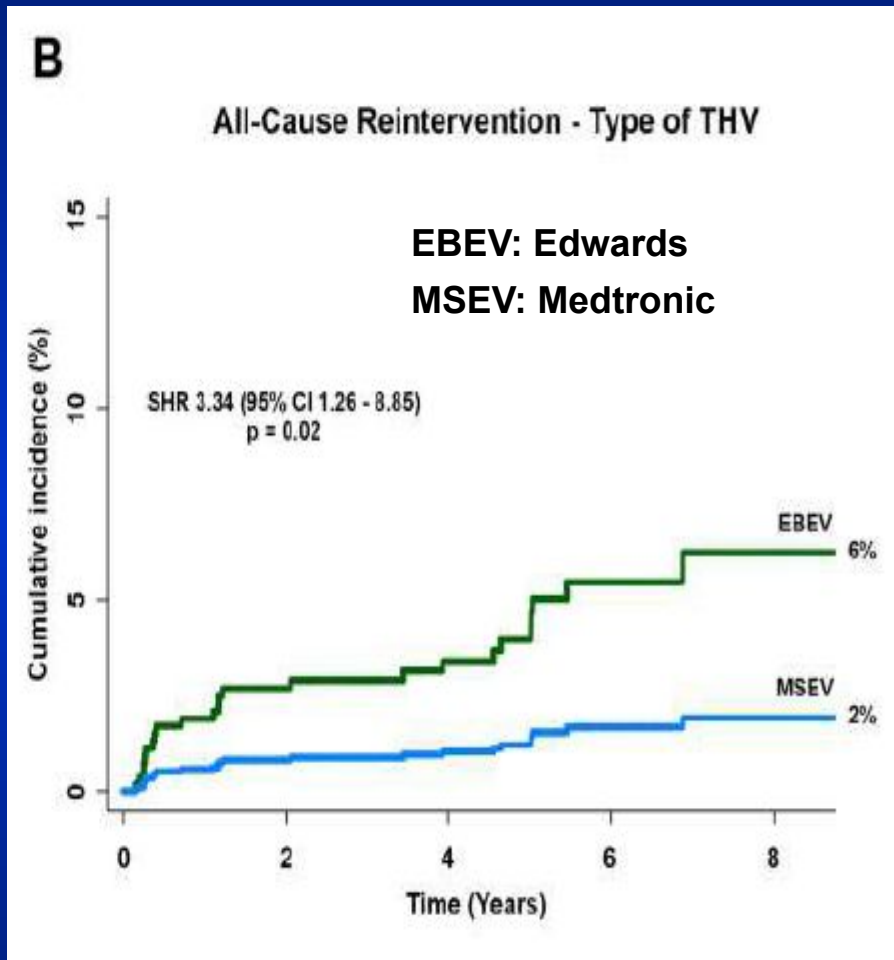 B
All-Cause Reintervention - Type of THV
EBEV: Edwards
MSEV: Medtronic
SHR 3.34 (95% CI 1.26 - 8.85)
p = 0.02
Cumulative incidence (%)
15
10
5
0
EBEV
6%
MSEV
2%
0 2 4 6 8
Time (Years)